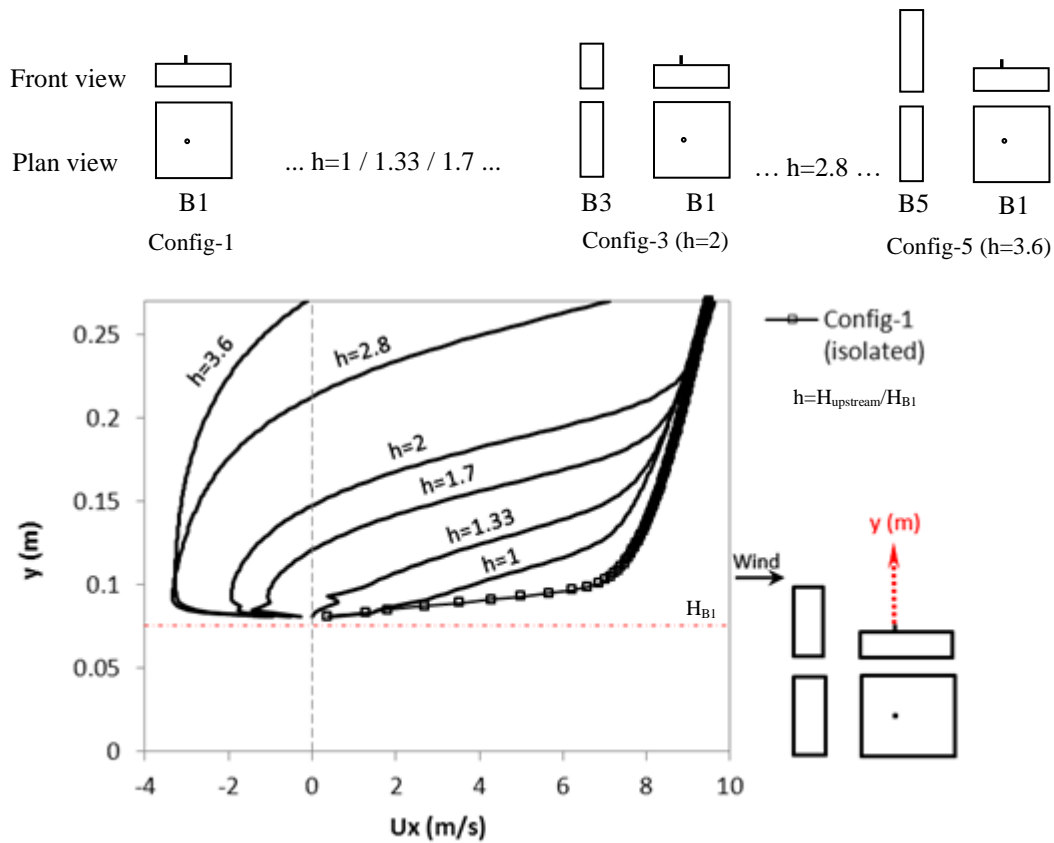 Front view
Plan view
... h=1 / 1.33 / 1.7 ...
… h=2.8 …
B1
B3
B1
B5
B1
Config-1
Config-3 (h=2)
Config-5 (h=3.6)
0.25
0.2
0.15
0.1
0.05
0
y (m)
-4
-2
0
2
4
6
8
10
Ux (m/s)
h=3.6
h=2.8
h=2
h=1.7
h=1.33
h=1
HB1
Config-1
(isolated)
h=Hupstream/HB1
y (m)
Wind